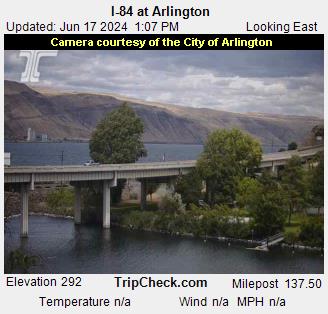 I-84 at Arlington
Updated: Jun 17 2024 1:07 PM Looking East
Camera courtesy of the City of Arlington
Elevation 292 TripCheck.com Milepost 137.50
Temperature n/a Wind n/a MPH n/a